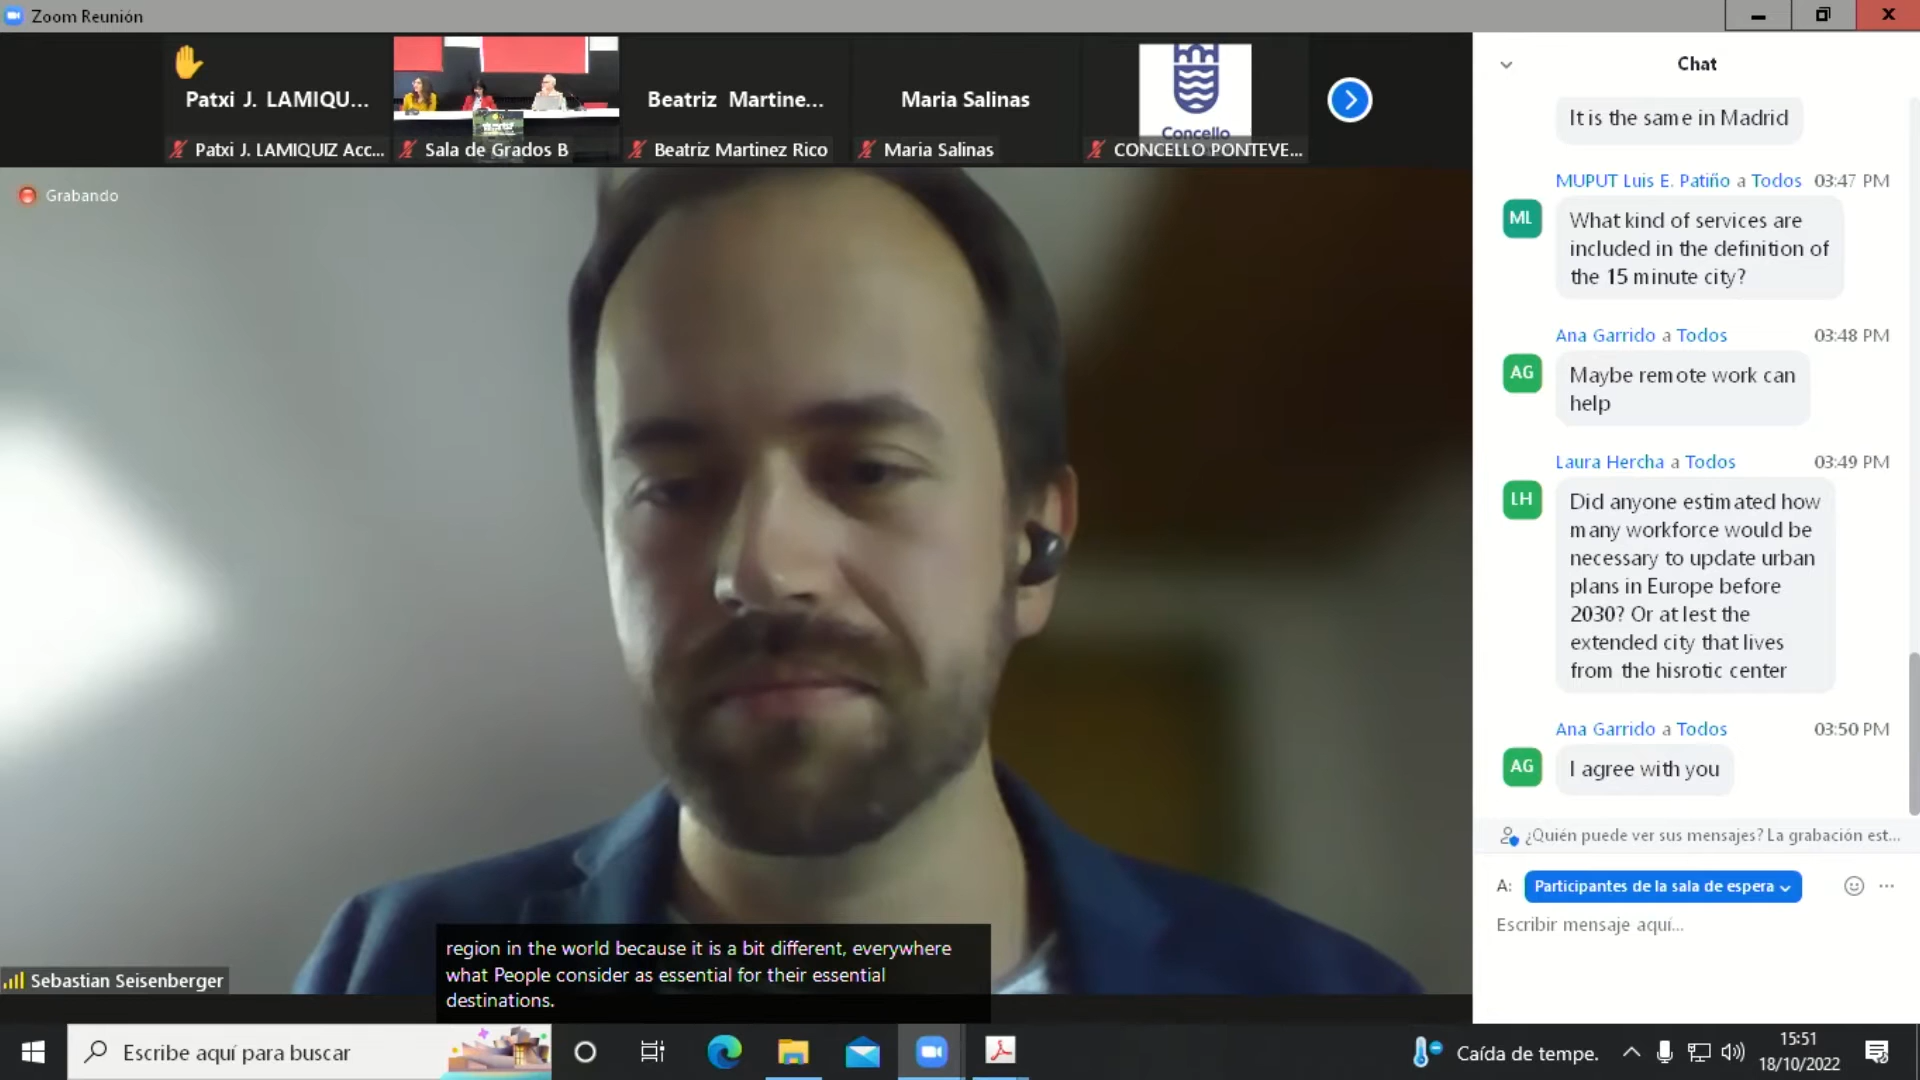 Zoom Reunión
Patxi J. LAMIQU...
Beatriz Martine...
Maria Salinas
Concello
Patxi J. LAMIQUIZ Acc...
Sala de Grados B
Beatriz Martinez Rico
Maria Salinas
CONCELLO PONTEVE...
Grabando
region in the world because it is a bit different, everywhere
what People consider as essential for their essential
destinations.
Sebastian Seisenberger
Chat
It is the same in Madrid
MUPUT Luis E. Patiño a Todos 03:47 PM
ML
What kind of services are
included in the definition of
the 15 minute city?
Ana Garrido a Todos 03:48 PM
AG
Maybe remote work can
help
Laura Hercha a Todos 03:49 PM
LH
Did anyone estimated how
many workforce would be
necessary to update urban
plans in Europe before
2030? Or at lest the
extended city that lives
from the hisrotic center
Ana Garrido a Todos 03:50 PM
AG
I agree with you
¿Quién puede ver sus mensajes? La grabación est...
A: Participantes de la sala de espera
Escribir mensaje aquí...
Escribe aquí para buscar
Caída de tempe.
15:51
18/10/2022